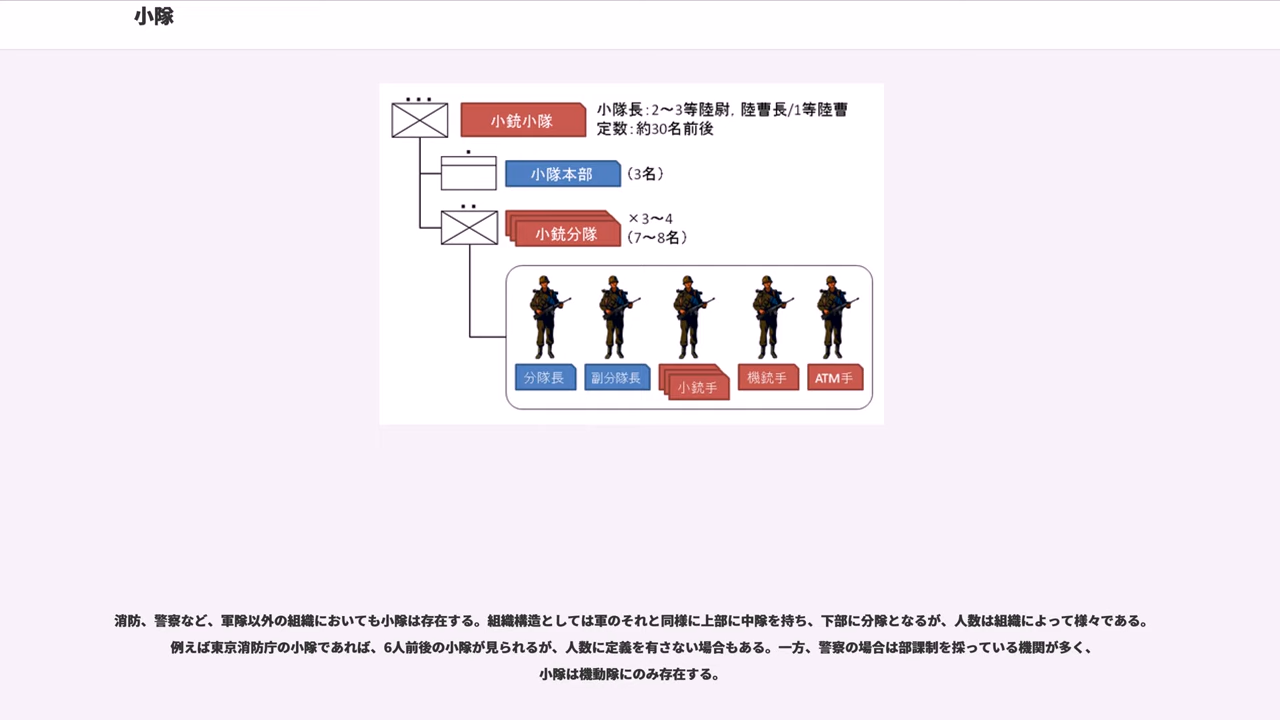 小隊
小銃小隊
小隊長:2〜3等陸尉, 陸曹長/1等陸曹
定数:約30名前後
小隊本部
(3名)
小銃分隊
×3〜4
(7〜8名)
分隊長
副分隊長
小銃手
機銃手
ATM手
消防、警察など、軍隊以外の組織においても小隊は存在する。組織構造としては軍のそれと同様に上部に中隊を持ち、下部に分隊となるが、人数は組織によって様々である。
例えば東京消防庁の小隊であれば、6人前後の小隊が見られるが、人数に定義を有さない場合もある。一方、警察の場合は部課制を採っている機関が多く、
小隊は機動隊にのみ存在する。